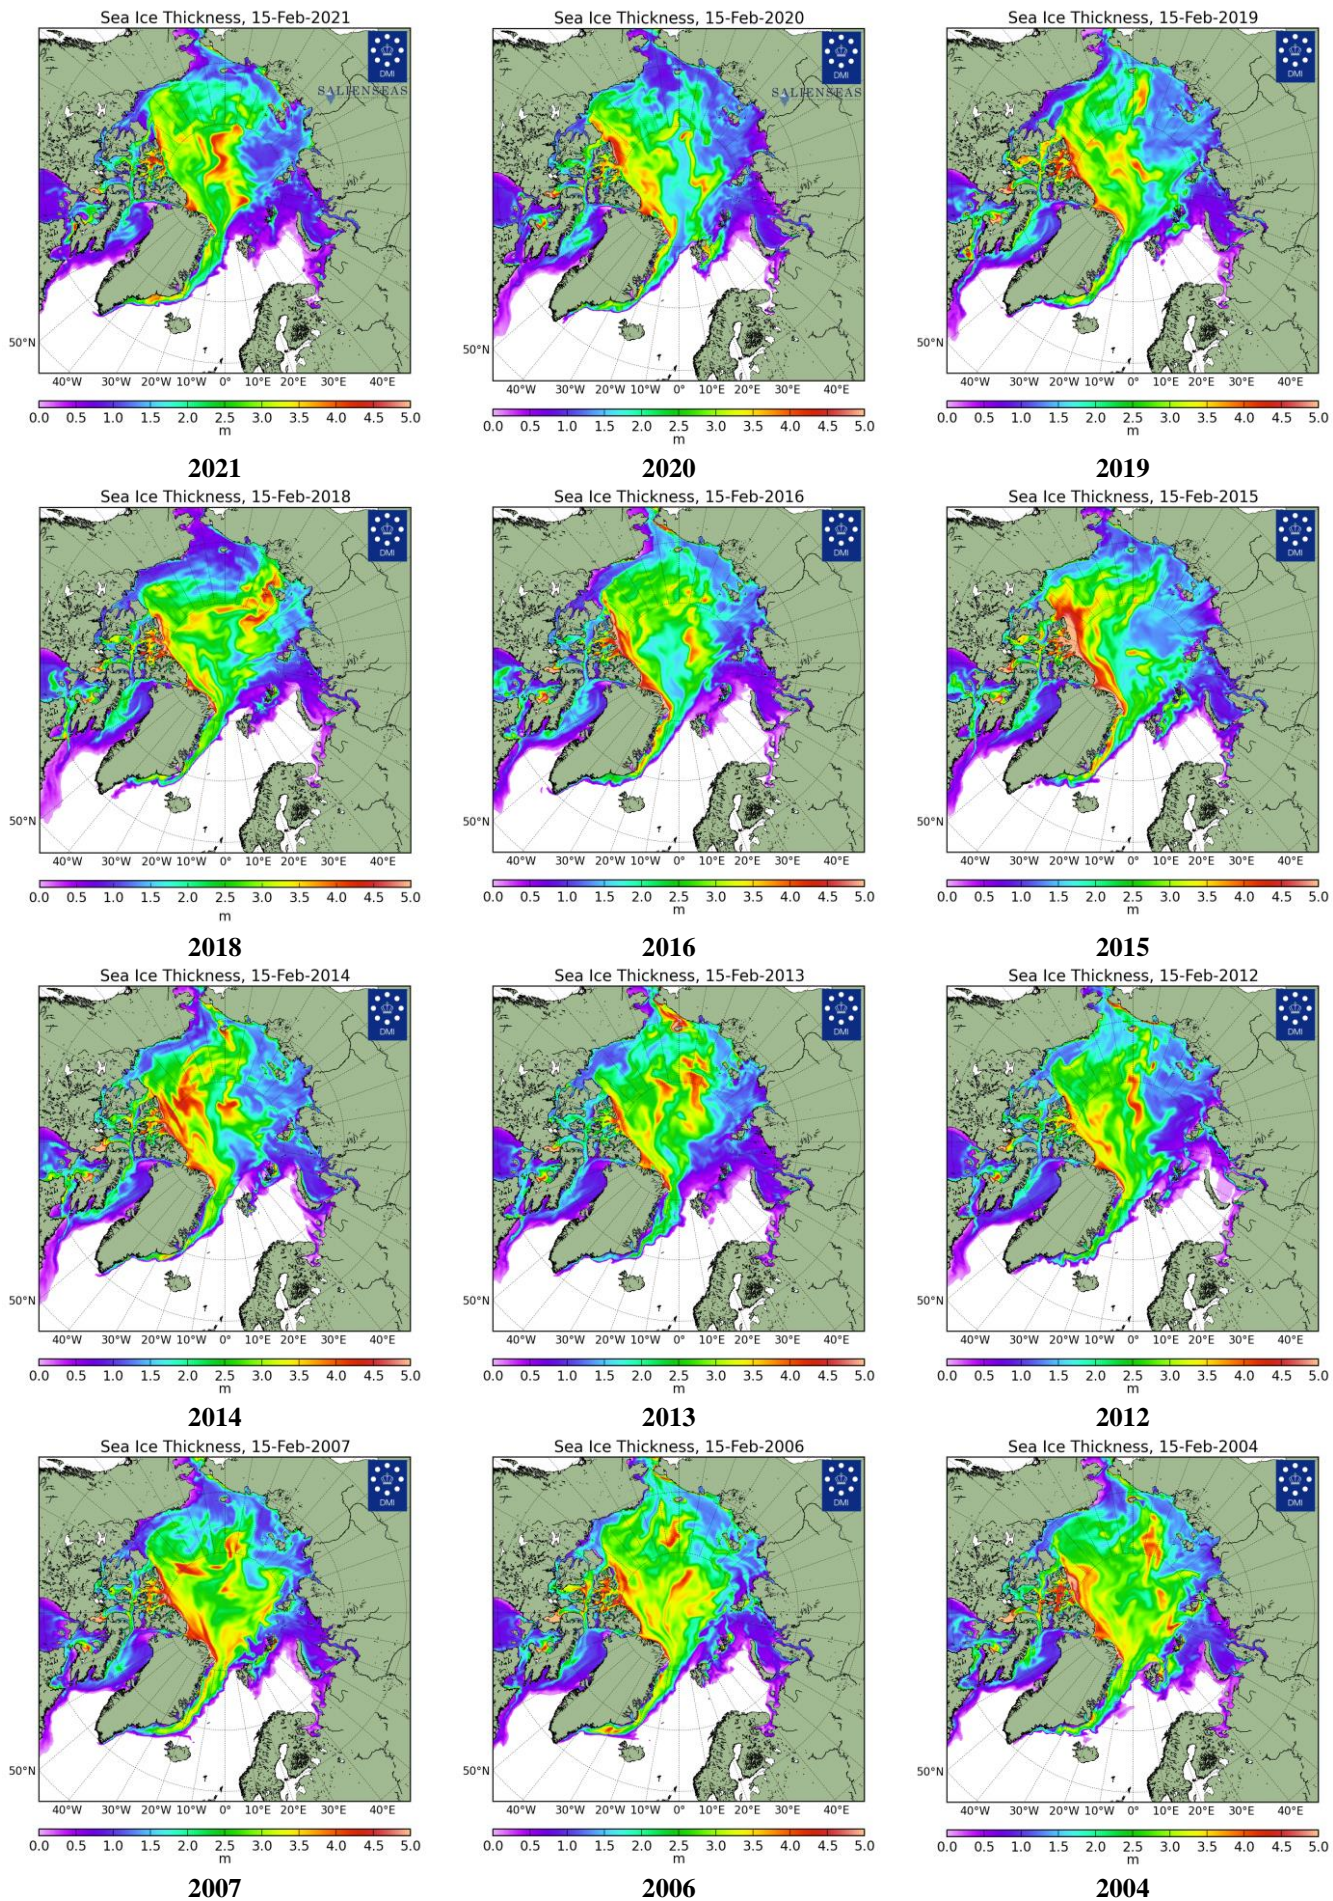 Sea Ice Thickness, 15-Feb-2021
DMI
SALIENSEAS
50°N
40°W 30°W 20°W 10°W 0° 10°E 20°E 30°E 40°E
0.0 0.5 1.0 1.5 2.0 2.5 3.0 3.5 4.0 4.5 5.0
m
2021
Sea Ice Thickness, 15-Feb-2020
DMI
SALIENSEAS
50°N
40°W 30°W 20°W 10°W 0° 10°E 20°E 30°E 40°E
0.0 0.5 1.0 1.5 2.0 2.5 3.0 3.5 4.0 4.5 5.0
m
2020
Sea Ice Thickness, 15-Feb-2019
DMI
40°W 30°W 20°W 10°W 0° 10°E 20°E 30°E 40°E
0.0 0.5 1.0 1.5 2.0 2.5 3.0 3.5 4.0 4.5 5.0
m
2019
Sea Ice Thickness, 15-Feb-2018
DMI
50°N
40°W 30°W 20°W 10°W 0° 10°E 20°E 30°E 40°E
0.0 0.5 1.0 1.5 2.0 2.5 3.0 3.5 4.0 4.5 5.0
m
2018
Sea Ice Thickness, 15-Feb-2016
DMI
50°N
40°W 30°W 20°W 10°W 0° 10°E 20°E 30°E 40°E
0.0 0.5 1.0 1.5 2.0 2.5 3.0 3.5 4.0 4.5 5.0
m
2016
Sea Ice Thickness, 15-Feb-2015
DMI
40°W 30°W 20°W 10°W 0° 10°E 20°E 30°E 40°E
0.0 0.5 1.0 1.5 2.0 2.5 3.0 3.5 4.0 4.5 5.0
m
2015
Sea Ice Thickness, 15-Feb-2014
DMI
50°N
40°W 30°W 20°W 10°W 0° 10°E 20°E 30°E 40°E
0.0 0.5 1.0 1.5 2.0 2.5 3.0 3.5 4.0 4.5 5.0
m
2014
Sea Ice Thickness, 15-Feb-2013
DMI
50°N
40°W 30°W 20°W 10°W 0° 10°E 20°E 30°E 40°E
0.0 0.5 1.0 1.5 2.0 2.5 3.0 3.5 4.0 4.5 5.0
m
2013
Sea Ice Thickness, 15-Feb-2012
DMI
40°W 30°W 20°W 10°W 0° 10°E 20°E 30°E 40°E
0.0 0.5 1.0 1.5 2.0 2.5 3.0 3.5 4.0 4.5 5.0
m
2012
Sea Ice Thickness, 15-Feb-2007
DMI
50°N
40°W 30°W 20°W 10°W 0° 10°E 20°E 30°E 40°E
0.0 0.5 1.0 1.5 2.0 2.5 3.0 3.5 4.0 4.5 5.0
m
2007
Sea Ice Thickness, 15-Feb-2006
DMI
50°N
40°W 30°W 20°W 10°W 0° 10°E 20°E 30°E 40°E
0.0 0.5 1.0 1.5 2.0 2.5 3.0 3.5 4.0 4.5 5.0
m
2006
Sea Ice Thickness, 15-Feb-2004
DMI
40°W 30°W 20°W 10°W 0° 10°E 20°E 30°E 40°E
0.0 0.5 1.0 1.5 2.0 2.5 3.0 3.5 4.0 4.5 5.0
m
2004